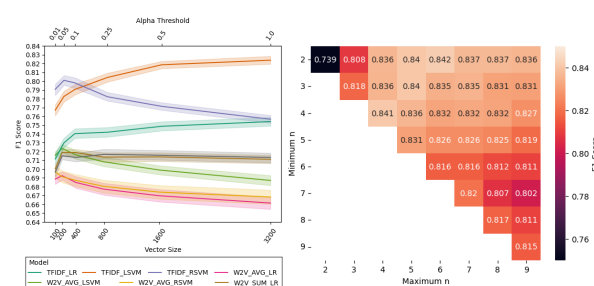 Alpha Threshold
0.01 0.05 0.1 0.25 0.5 1.0
0.84
0.83
0.82
0.81
0.80
0.79
0.78
0.77
0.76
0.75
0.74
0.73
0.72
0.71
0.70
0.69
0.68
0.67
0.66
0.65
0.64
F1 Score
100 200 400 800 1600 3200
Vector Size
Model
TFIDF_LR TFIDF_LSVM TFIDF_RSVM W2V_AVG_LR
W2V_AVG_LSVM W2V_AVG_RSVM W2V_SUM_LR
Minimum n
2 0.739 0.808 0.836 0.84 0.842 0.837 0.837 0.836
3 0.818 0.836 0.835 0.835 0.831 0.831
4 0.841 0.836 0.832 0.832 0.832 0.827
5 0.831 0.826 0.826 0.825 0.819
6 0.816 0.816 0.812 0.811
7 0.82 0.807 0.802
8 0.817 0.811
9 0.815
2 3 4 5 6 7 8 9
Maximum n
0.84
0.82
0.80
0.78
0.76